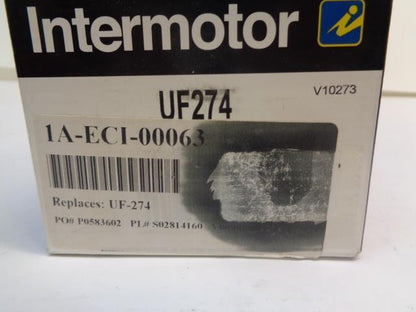 Intermotor
V10273
UF274
1A-ECI-00063
Replaces: UF-274
PO# P0583602 PL# S02814160